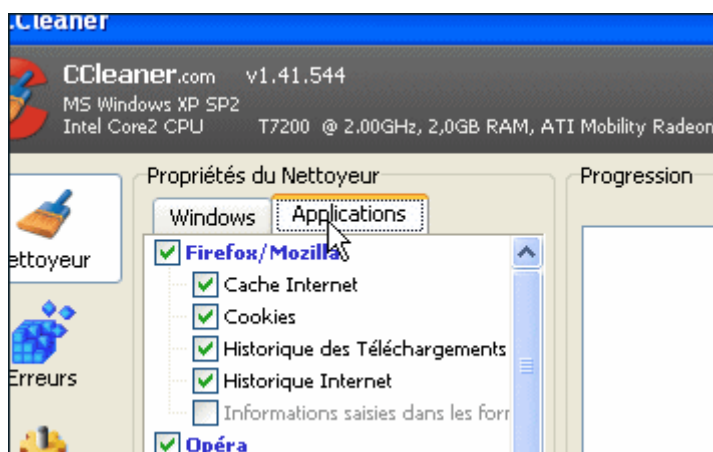 .Cleaner
CCleaner.com v1.41.544
MS Windows XP SP2
Intel Core2 CPU T7200 @ 2.00GHz, 2,0GB RAM, ATI Mobility Radeon
Propriétés du Nettoyeur
Progression
Windows
Applications
ettoyeur
Erreurs
Firefox/Mozilla
Cache Internet
Cookies
Historique des Téléchargements
Historique Internet
Informations saisies dans les forr
Opéra